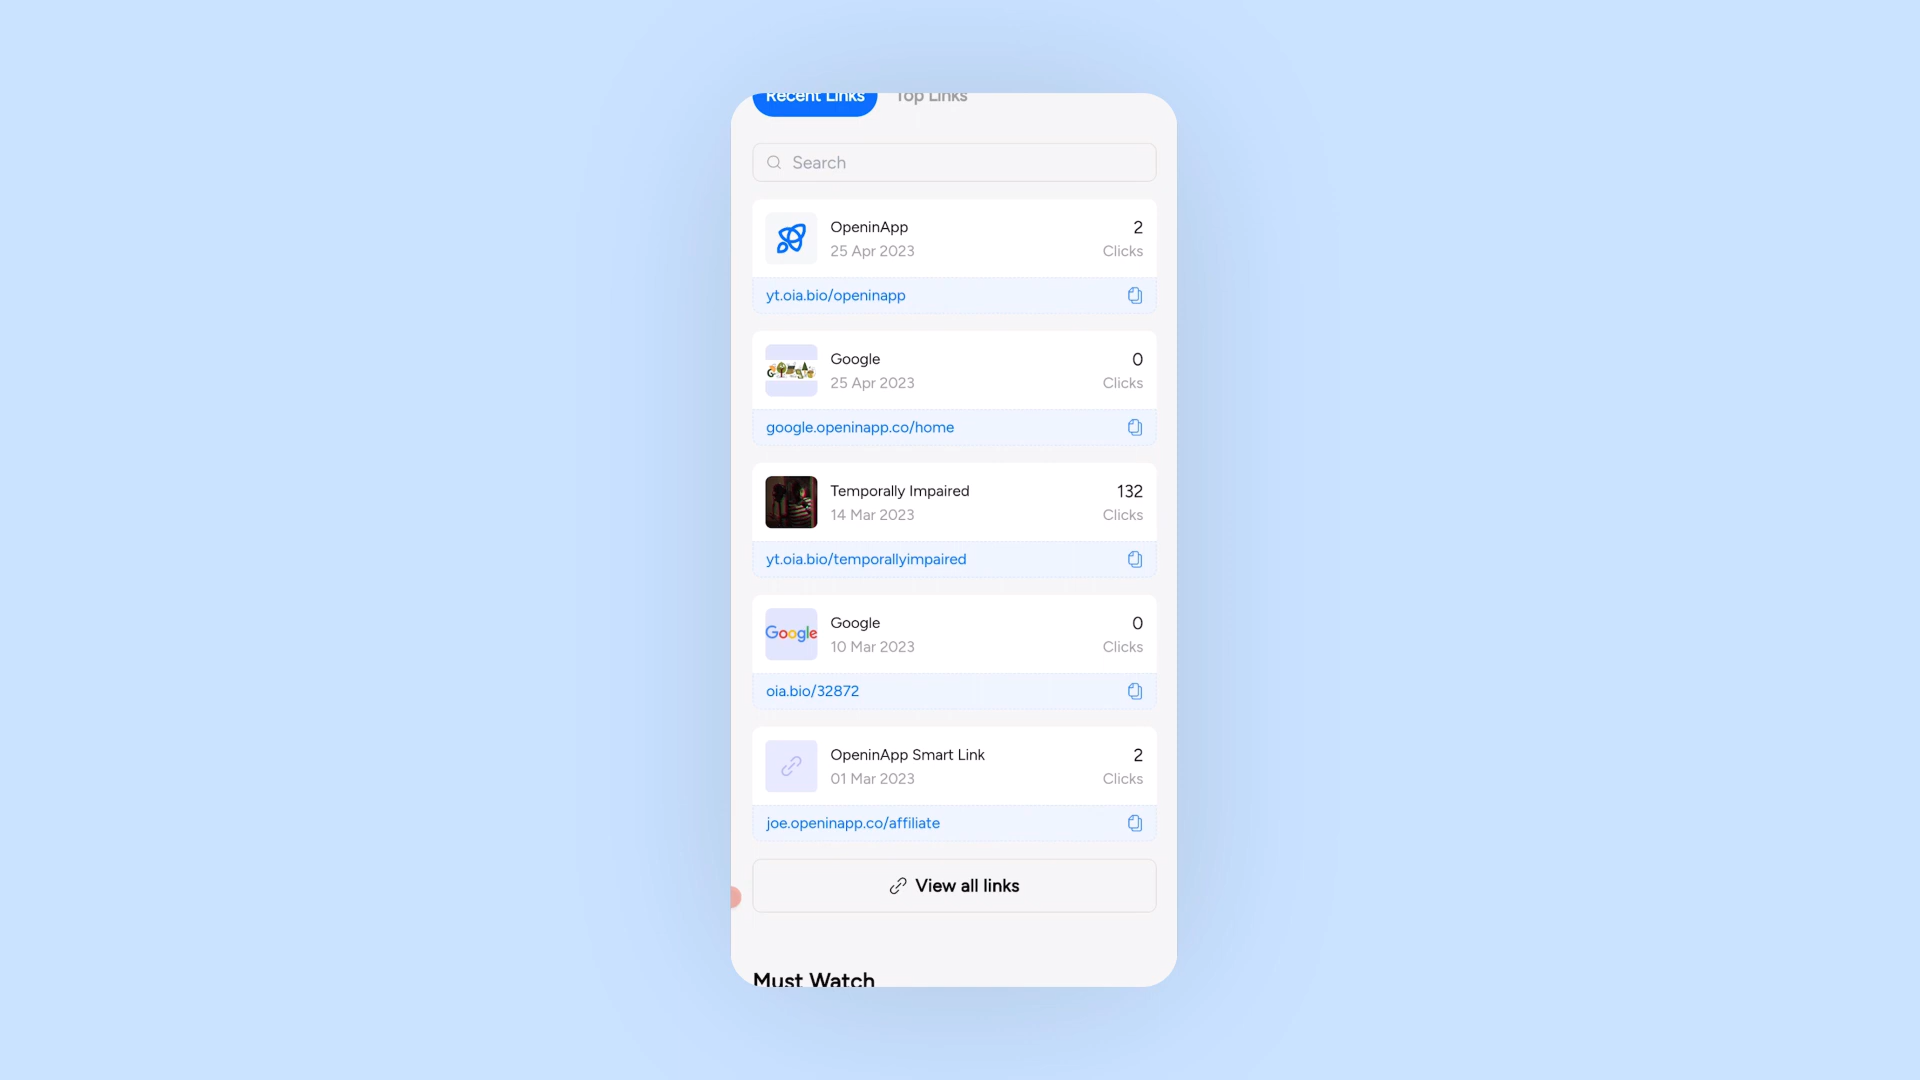 Recent Links Top Links
Search
OpeninApp 2
25 Apr 2023 Clicks
yt.oia.bio/openinapp
Google 0
25 Apr 2023 Clicks
google.openinapp.co/home
Temporally Impaired 132
14 Mar 2023 Clicks
yt.oia.bio/temporallyimpaired
Google
Google 0
10 Mar 2023 Clicks
oia.bio/32872
OpeninApp Smart Link 2
01 Mar 2023 Clicks
joe.openinapp.co/affiliate
View all links
Must Watch